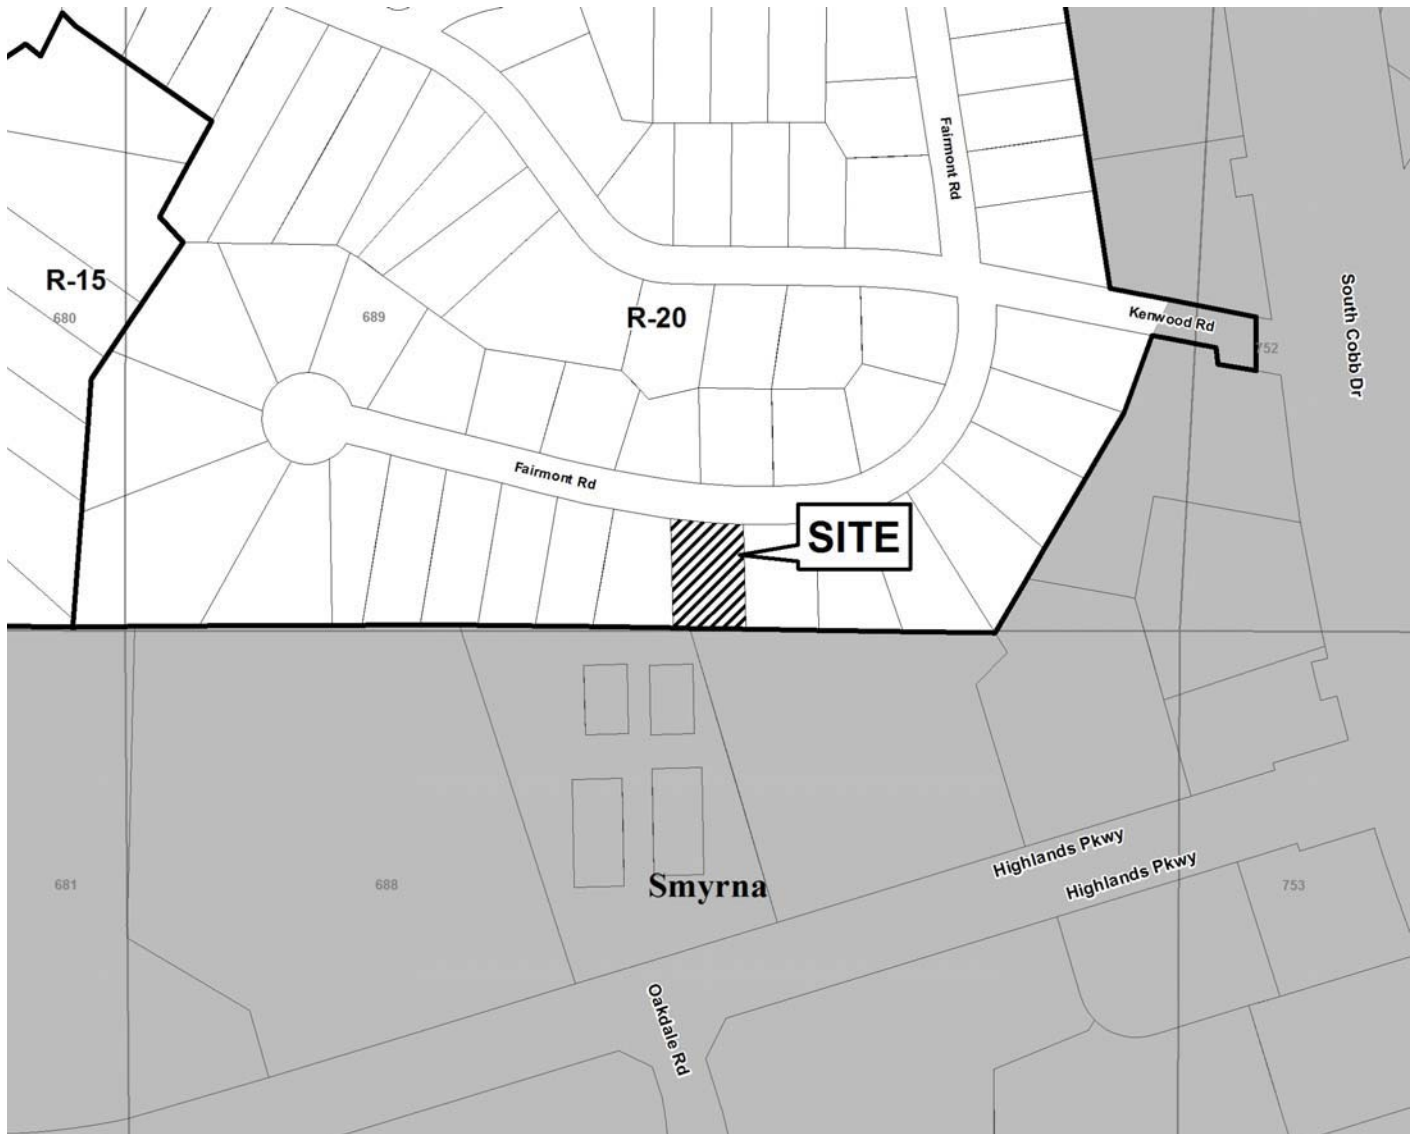 Fairmont Rd
R-15
680
689
R-20
Kenwood Rd
752
South Cobb Dr
Fairmont Rd
SITE
Highlands Pkwy
Highlands Pkwy
681
688
Smyrna
753
Oakdale Rd